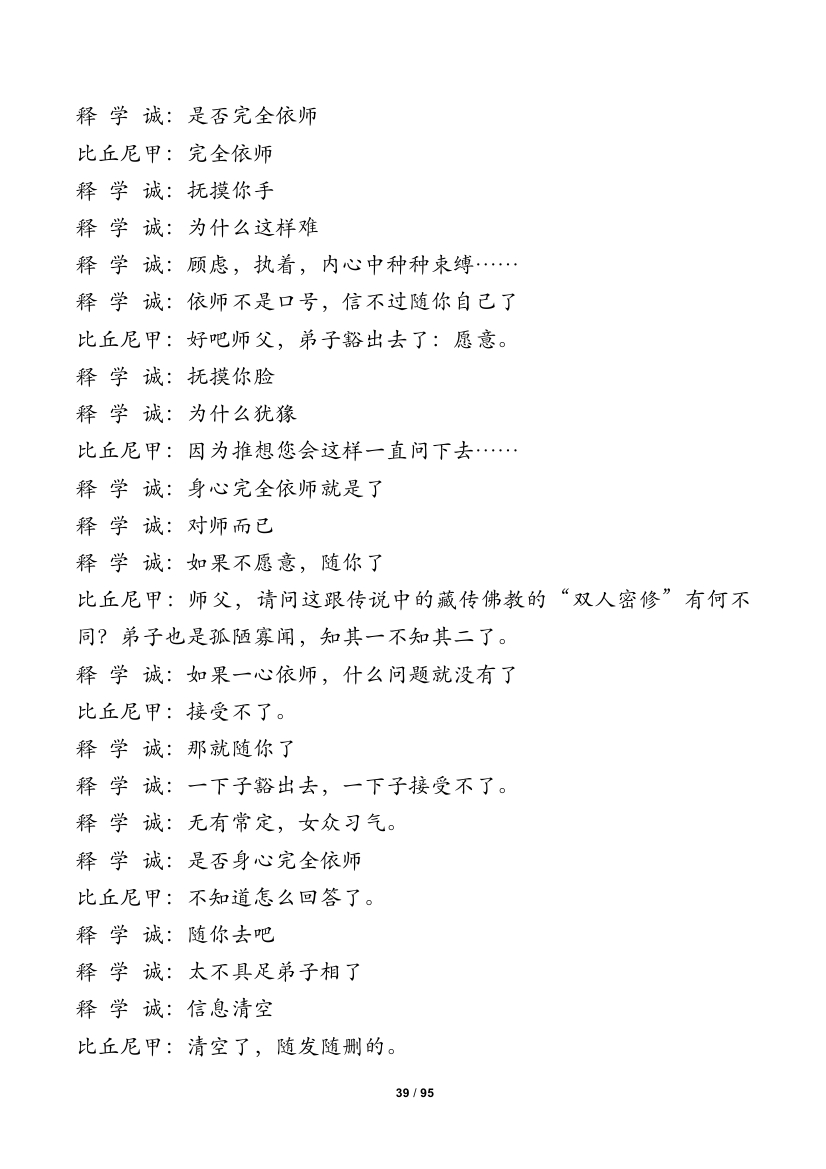 释 学 诚：是否完全依师
比丘尼甲：完全依师
释 学 诚：抚摸你手
释 学 诚：为什么这样难
释 学 诚：顾虑，执着，内心中种种束缚……
释 学 诚：依师不是口号，信不过随你自己了
比丘尼甲：好吧师父，弟子豁出去了：愿意。
释 学 诚：抚摸你脸
释 学 诚：为什么犹豫
比丘尼甲：因为推想您会这样一直问下去……
释 学 诚：身心完全依师就是了
释 学 诚：对师而已
释 学 诚：如果不愿意，随你了
比丘尼甲：师父，请问这跟传说中的藏传佛教的“双人密修”有何不
同？弟子也是孤陋寡闻，知其一不知其二了。
释 学 诚：如果一心依师，什么问题就没有了
比丘尼甲：接受不了。
释 学 诚：那就随你了
释 学 诚：一下子豁出去，一下子接受不了。
释 学 诚：无有常定，女众习气。
释 学 诚：是否身心完全依师
比丘尼甲：不知道怎么回答了。
释 学 诚：随你去吧
释 学 诚：太不具足弟子相了
释 学 诚：信息清空
比丘尼甲：清空了，随发随删的。
39 / 95